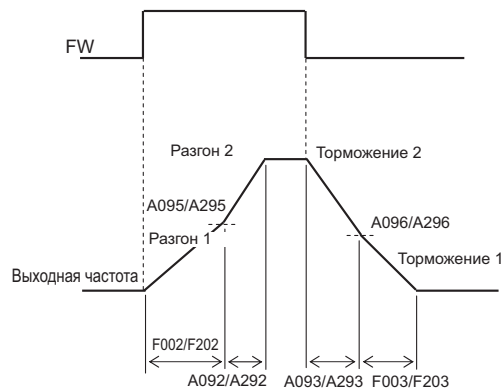 FW
Разгон 2
Торможение 2
A095/A295
A096/A296
Разгон 1
Торможение 1
Выходная частота
F002/F202
A092/A292
A093/A293
F003/F203